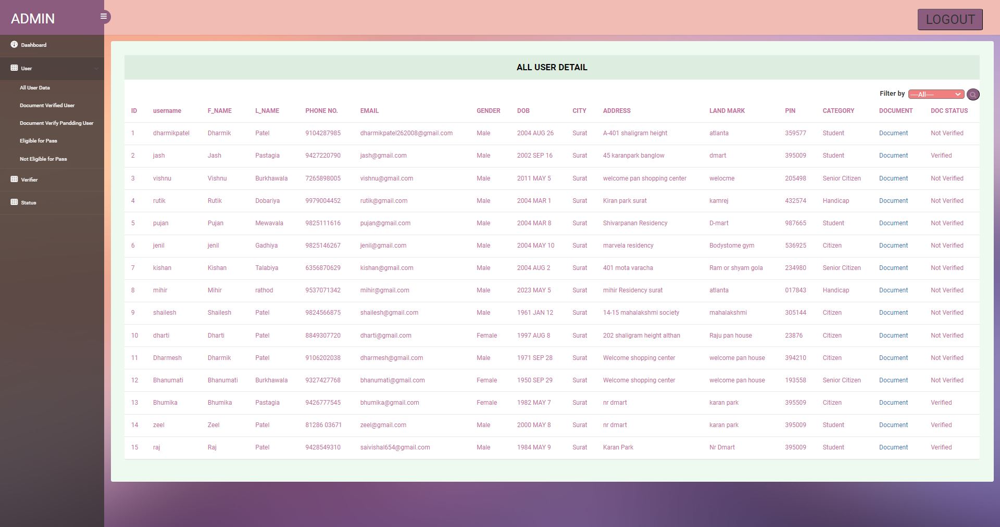 ADMIN
LOGOUT
Dashboard
User
All User Data
Document Verified User
Document Verify Pandding User
Eligible for Pass
Not Eligible for Pass
Verifier
Status
ALL USER DETAIL
Filter by ----All----
ID username F_NAME L_NAME PHONE NO. EMAIL GENDER DOB CITY ADDRESS LAND MARK PIN CATEGORY DOCUMENT DOC STATUS
1 dharmikpatel Dharmik Patel 9104287985 dharmikpatel262008@gmail.com Male 2004 AUG 26 Surat A-401 shaligram height atlanta 359577 Student Document Not Verified
2 jash Jash Pastagia 9427220790 jash@gmail.com Male 2002 SEP 16 Surat 45 karanpark banglow dmart 395009 Student Document Verified
3 vishnu Vishnu Burkhawala 7265898005 vishnu@gmail.com Male 2011 MAY 5 Surat welcome pan shopping center welocme 205498 Senior Citizen Document Not Verified
4 rutik Rutik Dobariya 9979004452 rutik@gmail.com Male 2004 MAR 1 Surat Kiran park surat kamrej 432574 Handicap Document Not Verified
5 pujan Pujan Mewavala 9825111616 pujan@gmail.com Male 2004 MAR 8 Surat Shivarpanan Residency D-mart 987665 Student Document Not Verified
6 jenil jenil Gadhiya 9825146267 jenil@gmail.com Male 2004 MAY 10 Surat marvela residency Bodystome gym 536925 Citizen Document Not Verified
7 kishan Kishan Talabiya 6356870629 kishan@gmail.com Male 2004 AUG 2 Surat 401 mota varacha Ram or shyam gola 234980 Senior Citizen Document Not Verified
8 mihir Mihir rathod 9537071342 mihir@gmail.com Male 2023 MAY 5 Surat mihir Residency surat atlanta 017843 Handicap Document Not Verified
9 shailesh Shailesh Patel 9824566875 shailesh@gmail.com Male 1961 JAN 12 Surat 14-15 mahalakshmi society mahalakshmi 305144 Citizen Document Not Verified
10 dharti Dharti Patel 8849307720 dharti@gmail.com Female 1997 AUG 8 Surat 202 shaligram height althan Raju pan house 23876 Citizen Document Not Verified
11 Dharmesh Dharmik Patel 9106202038 dharmesh@gmail.com Male 1971 SEP 28 Surat Welcome shopping center welcome pan house 394210 Citizen Document Not Verified
12 Bhanumati Bhanumati Burkhawala 9327427768 bhanumati@gmail.com Female 1950 SEP 29 Surat Welcome shopping center welcome pan house 193558 Senior Citizen Document Not Verified
13 Bhumika Bhumika Pastagia 9426777545 bhumika@gmail.com Female 1982 MAY 7 Surat nr dmart karan park 395509 Citizen Document Verified
14 zeel Zeel Patel 81286 03671 zeel@gmail.com Male 2000 MAY 8 Surat nr dmart karan park 395009 Student Document Verified
15 raj Raj Patel 9428549310 saivishal654@gmail.com Male 1984 MAY 9 Surat Karan Park Nr Dmart 395009 Student Document Verified